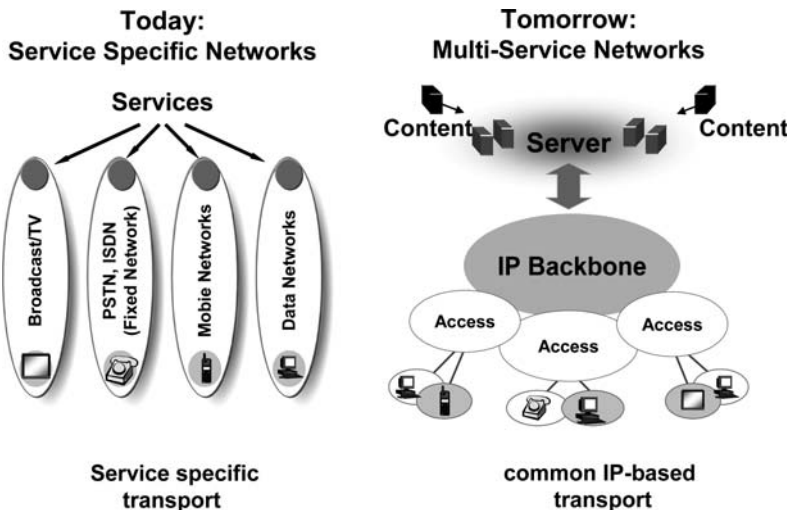 Today:
Service Specific Networks
Services
Broadcast/TV
PSTN, ISDN
(Fixed Network)
Mobie Networks
Data Networks
Service specific
transport
Tomorrow:
Multi-Service Networks
Content
Server
Content
IP Backbone
Access
Access
Access
common IP-based
transport